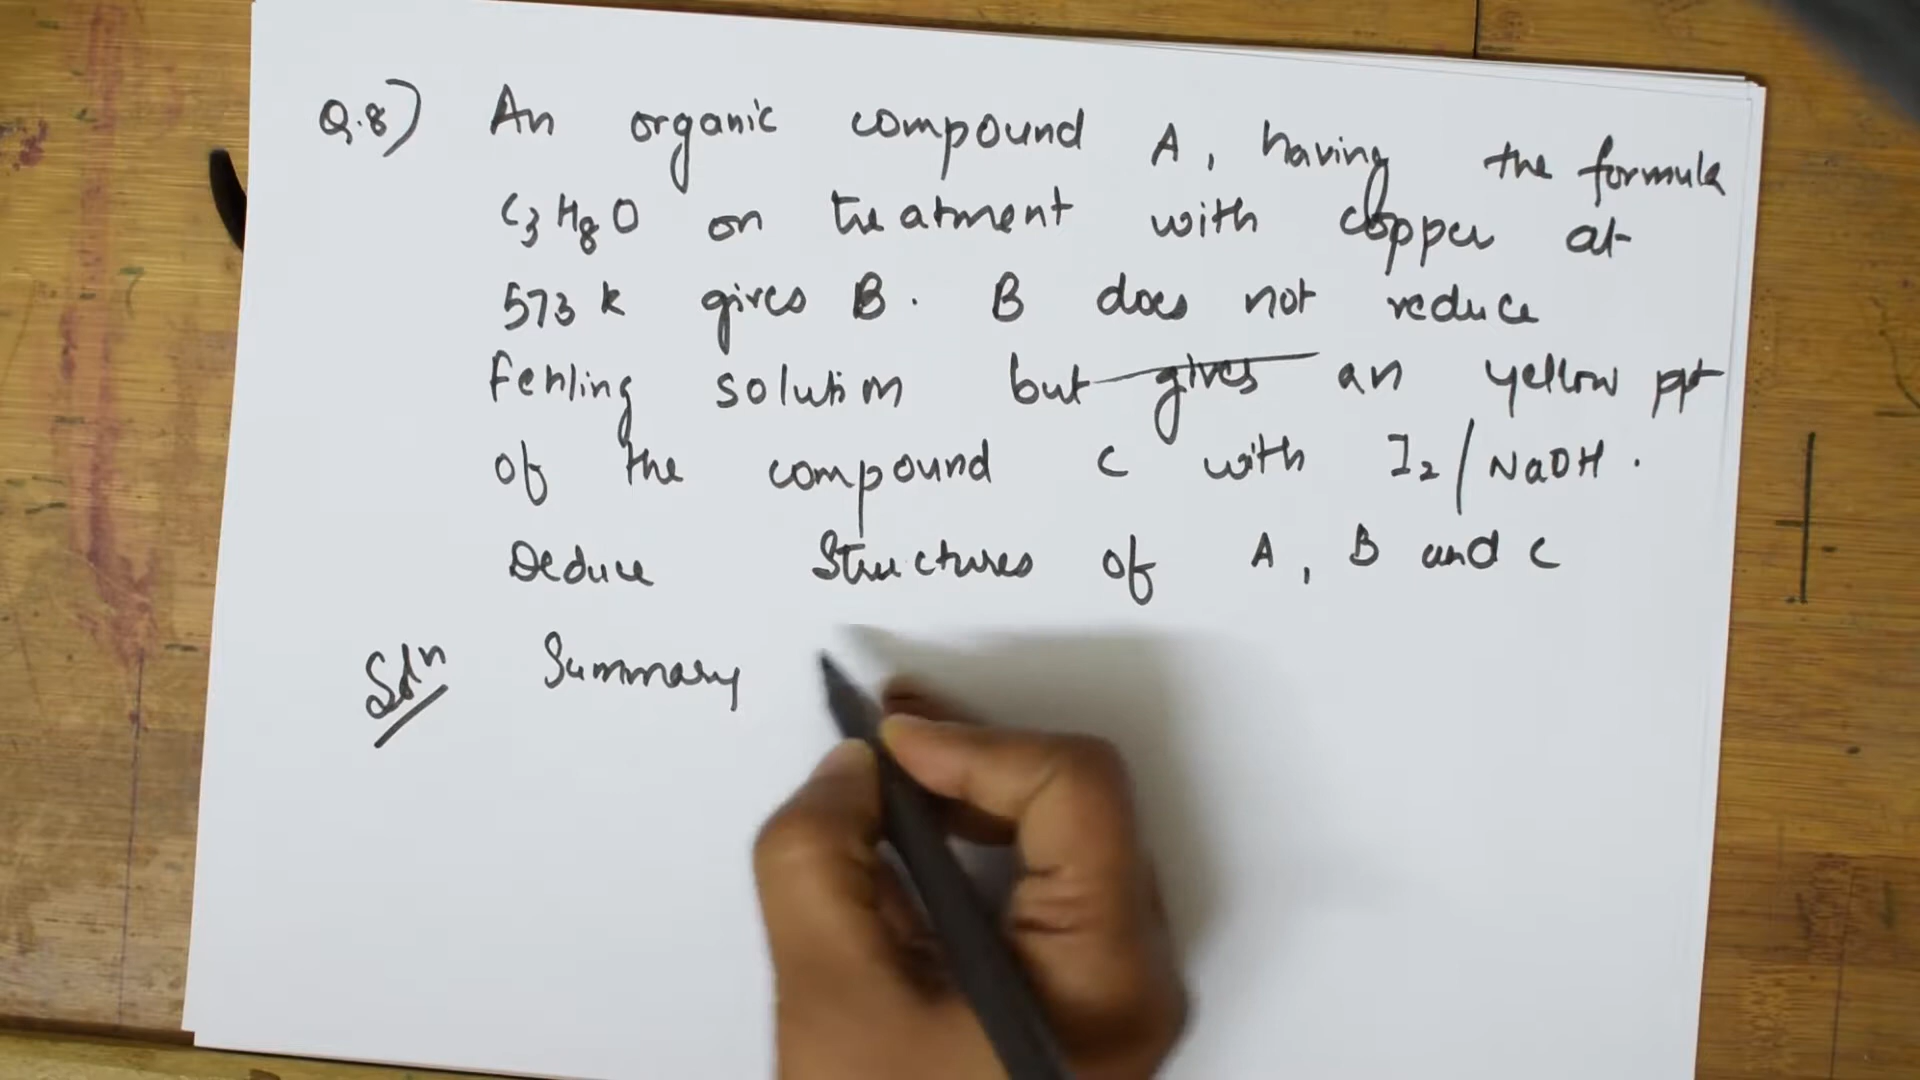 Q.8) An organic compound A, having the formula
C3H8O on treatment with copper at
573 k gives B. B does not reduce
Fehling solution but gives an yellow ppt
of the compound C with I2/NaOH.
Deduce Structures of A, B and C
Soln Summary